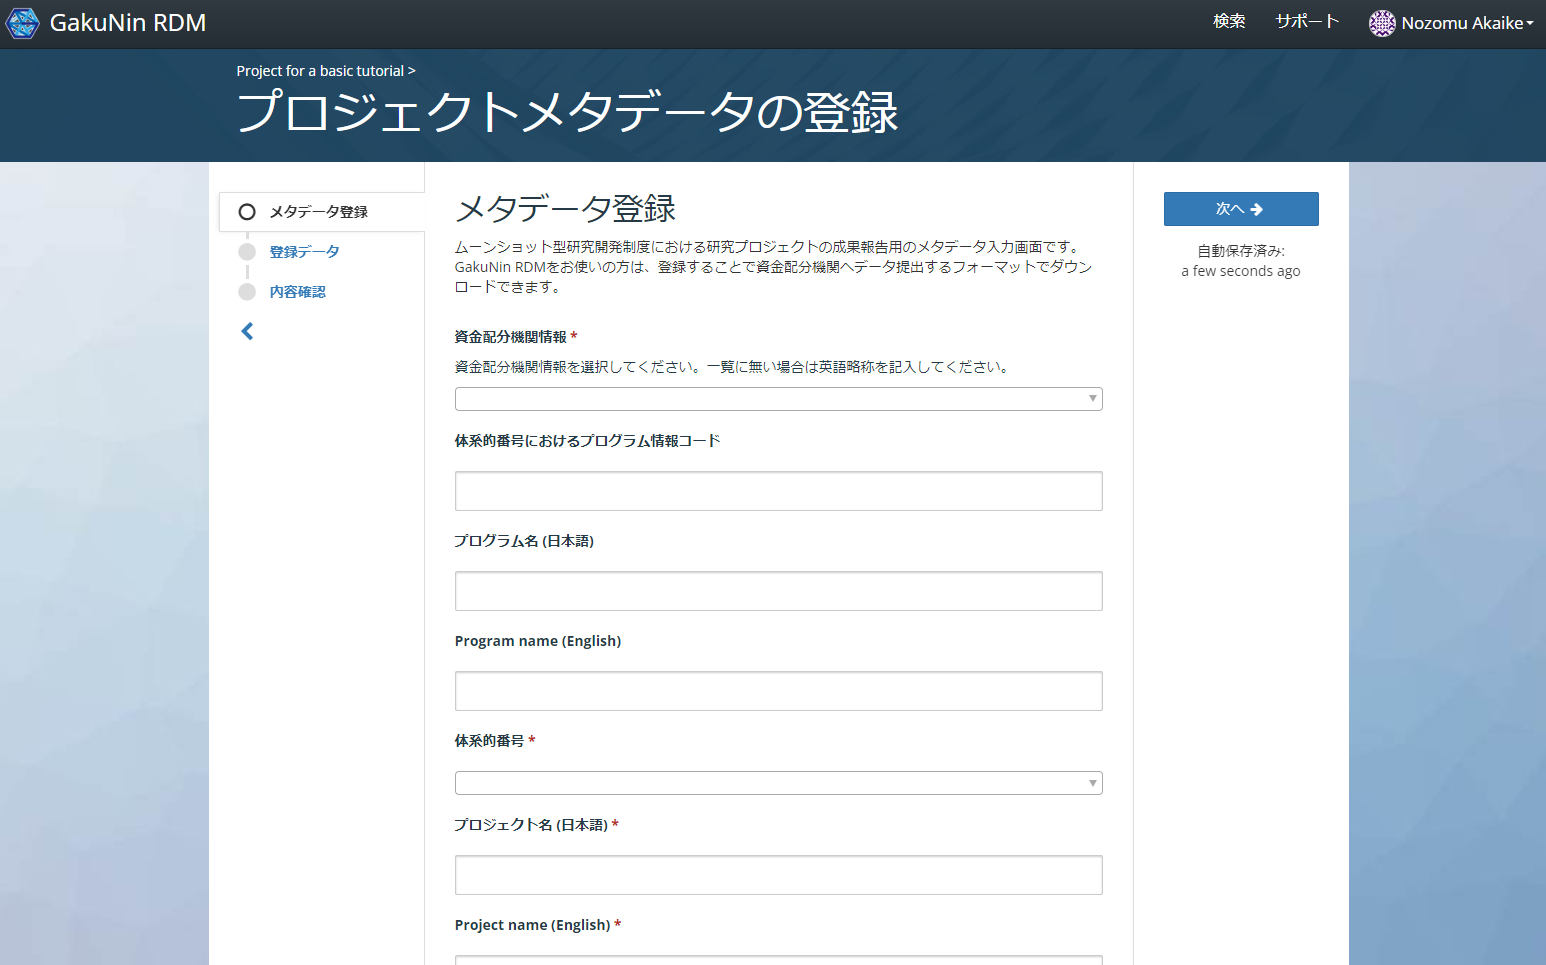 GakuNin RDM
検索 サポート Nozomu Akaike
Project for a basic tutorial >
プロジェクトメタデータの登録
メタデータ登録
登録データ
内容確認
メタデータ登録
ムーンショット型研究開発制度における研究プロジェクトの成果報告用のメタデータ入力画面です。
GakuNin RDMをお使いの方は、登録することで資金配分機関へデータ提出するフォーマットでダウン
ロードできます。
資金配分機関情報 *
資金配分機関情報を選択してください。一覧に無い場合は英語略称を記入してください。
体系的番号におけるプログラム情報コード
プログラム名 (日本語)
Program name (English)
体系的番号 *
プロジェクト名 (日本語) *
Project name (English) *
次へ
自動保存済み:
a few seconds ago